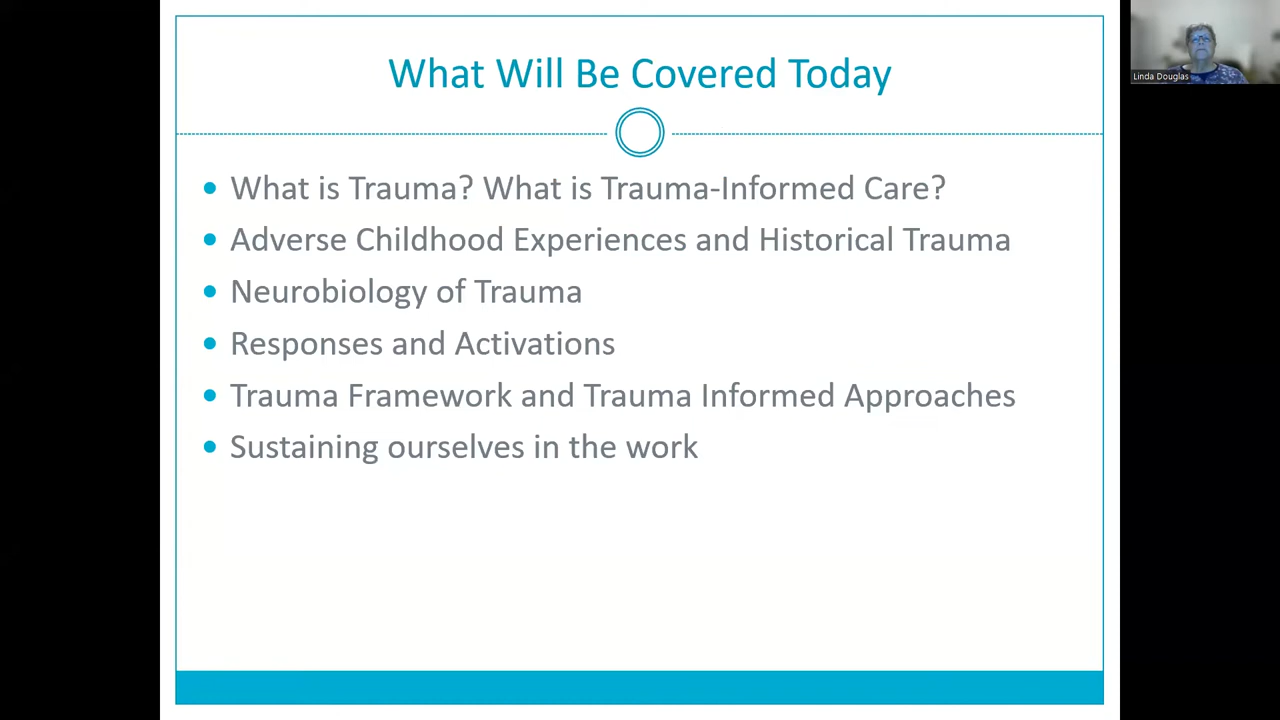 What Will Be Covered Today
What is Trauma? What is Trauma-Informed Care?
Adverse Childhood Experiences and Historical Trauma
Neurobiology of Trauma
Responses and Activations
Trauma Framework and Trauma Informed Approaches
Sustaining ourselves in the work
Linda Douglas